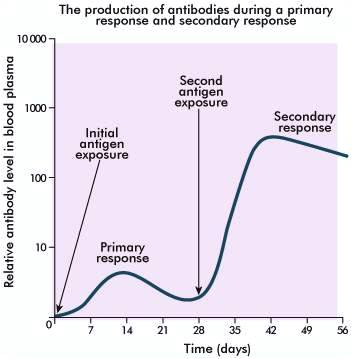 The production of antibodies during a primary
response and secondary response
Relative antibody level in blood plasma
10 000
1000
100
10
0
Initial
antigen
exposure
Primary
response
Second
antigen
exposure
Secondary
response
7 14 21 28 35 42 49 56
Time (days)